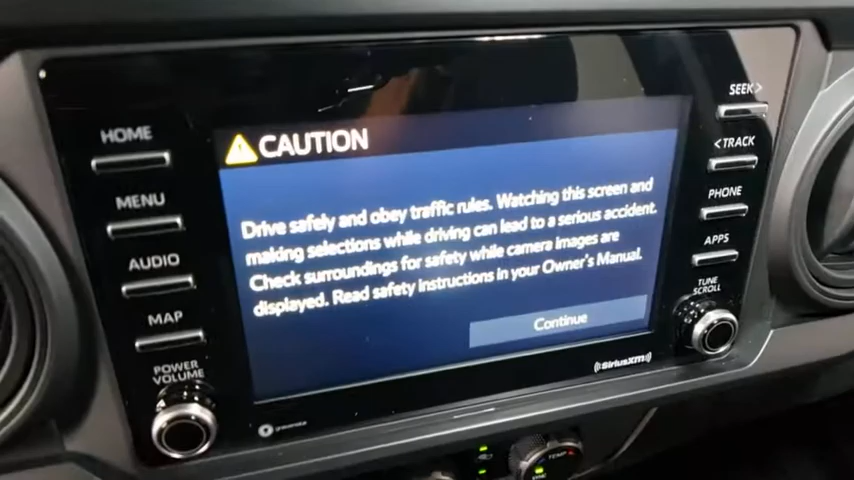 HOME
MENU
AUDIO
MAP
POWER
VOLUME
CAUTION
Drive safely and obey traffic rules. Watching this screen and
making selections while driving can lead to a serious accident.
Check surroundings for safety while camera images are
displayed. Read safety instructions in your Owner's Manual.
Continue
((SiriusXM))
SEEK >
< TRACK
PHONE
APPS
TUNE
SCROLL
TEMP